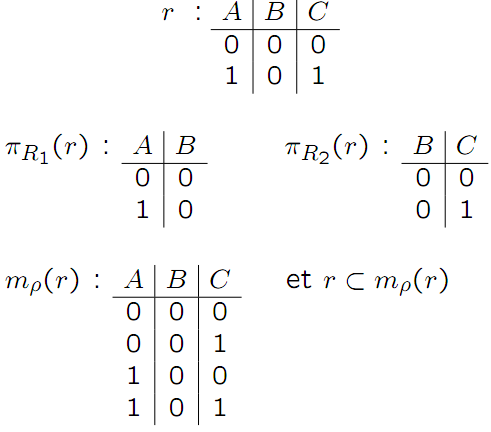 r : A B C
0 0 0
1 0 1
π_{R_1}(r) : A B π_{R_2}(r) : B C
0 0 0 0
1 0 0 1
m_ρ(r) : A B C et r ⊂ m_ρ(r)
0 0 0
0 0 1
1 0 0
1 0 1